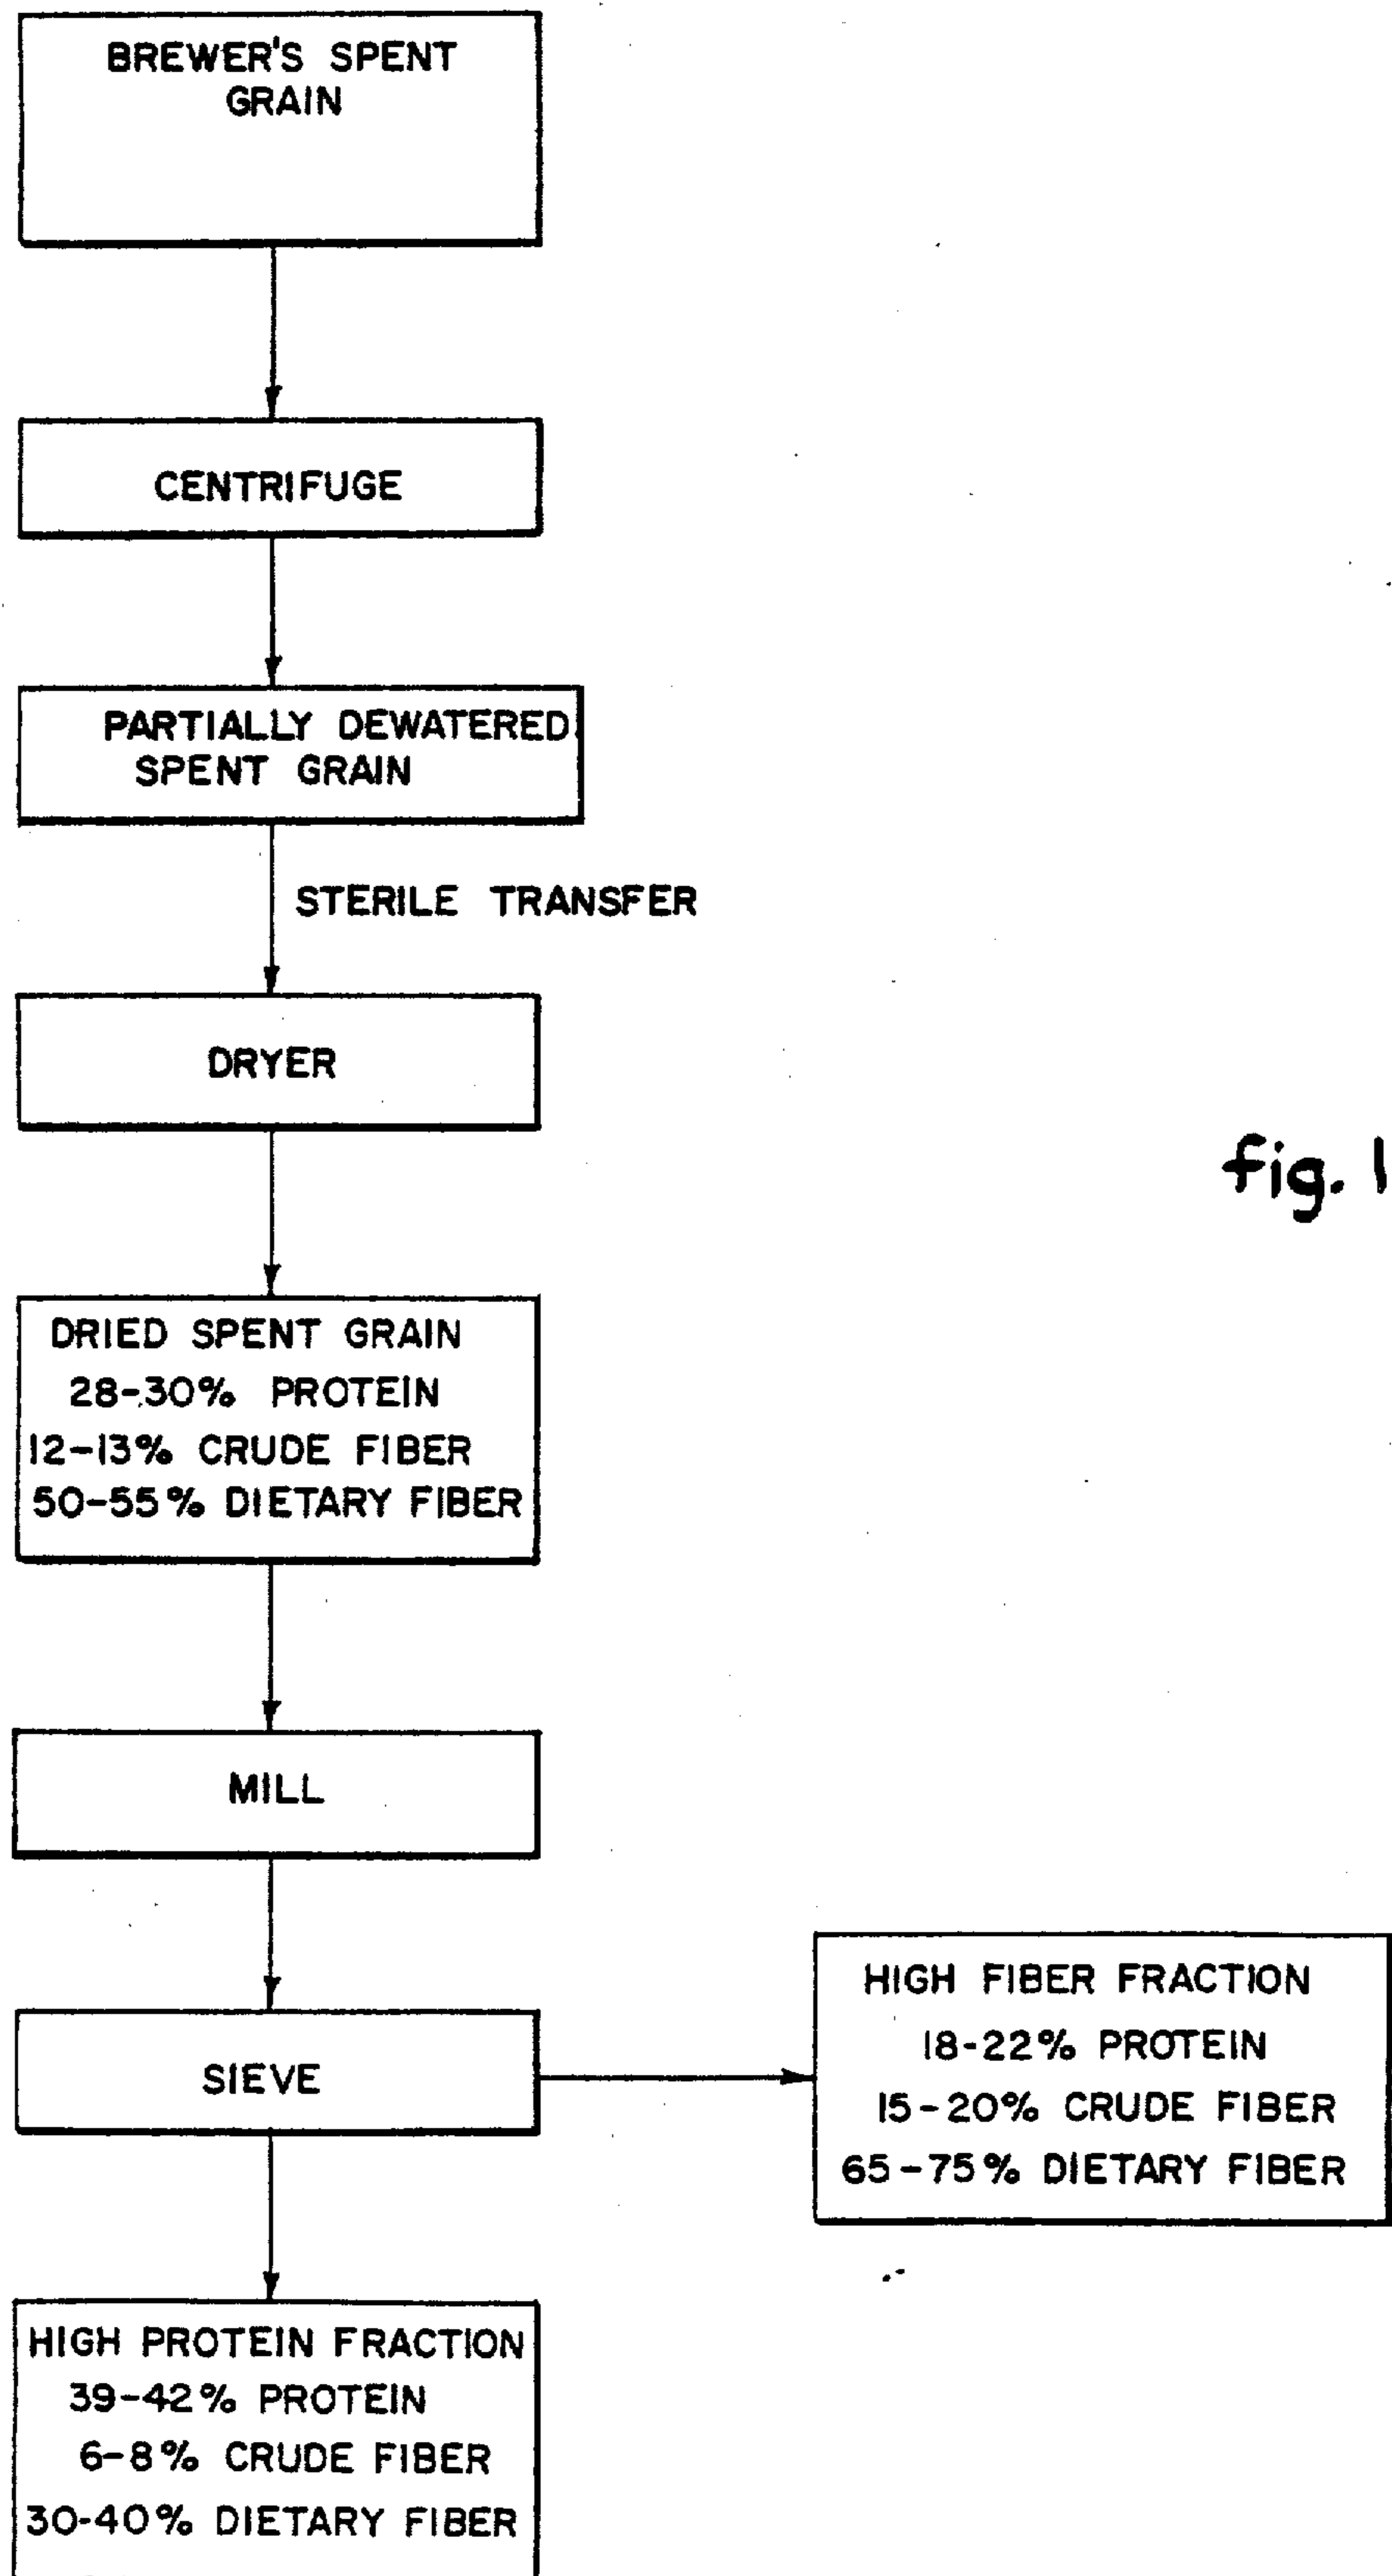 BREWER'S SPENT
GRAIN
CENTRIFUGE
PARTIALLY DEWATERED
SPENT GRAIN
STERILE TRANSFER
DRYER
fig. 1
DRIED SPENT GRAIN
28-30% PROTEIN
12-13% CRUDE FIBER
50-55% DIETARY FIBER
MILL
SIEVE
HIGH FIBER FRACTION
18-22% PROTEIN
15-20% CRUDE FIBER
65-75% DIETARY FIBER
HIGH PROTEIN FRACTION
39-42% PROTEIN
6-8% CRUDE FIBER
30-40% DIETARY FIBER